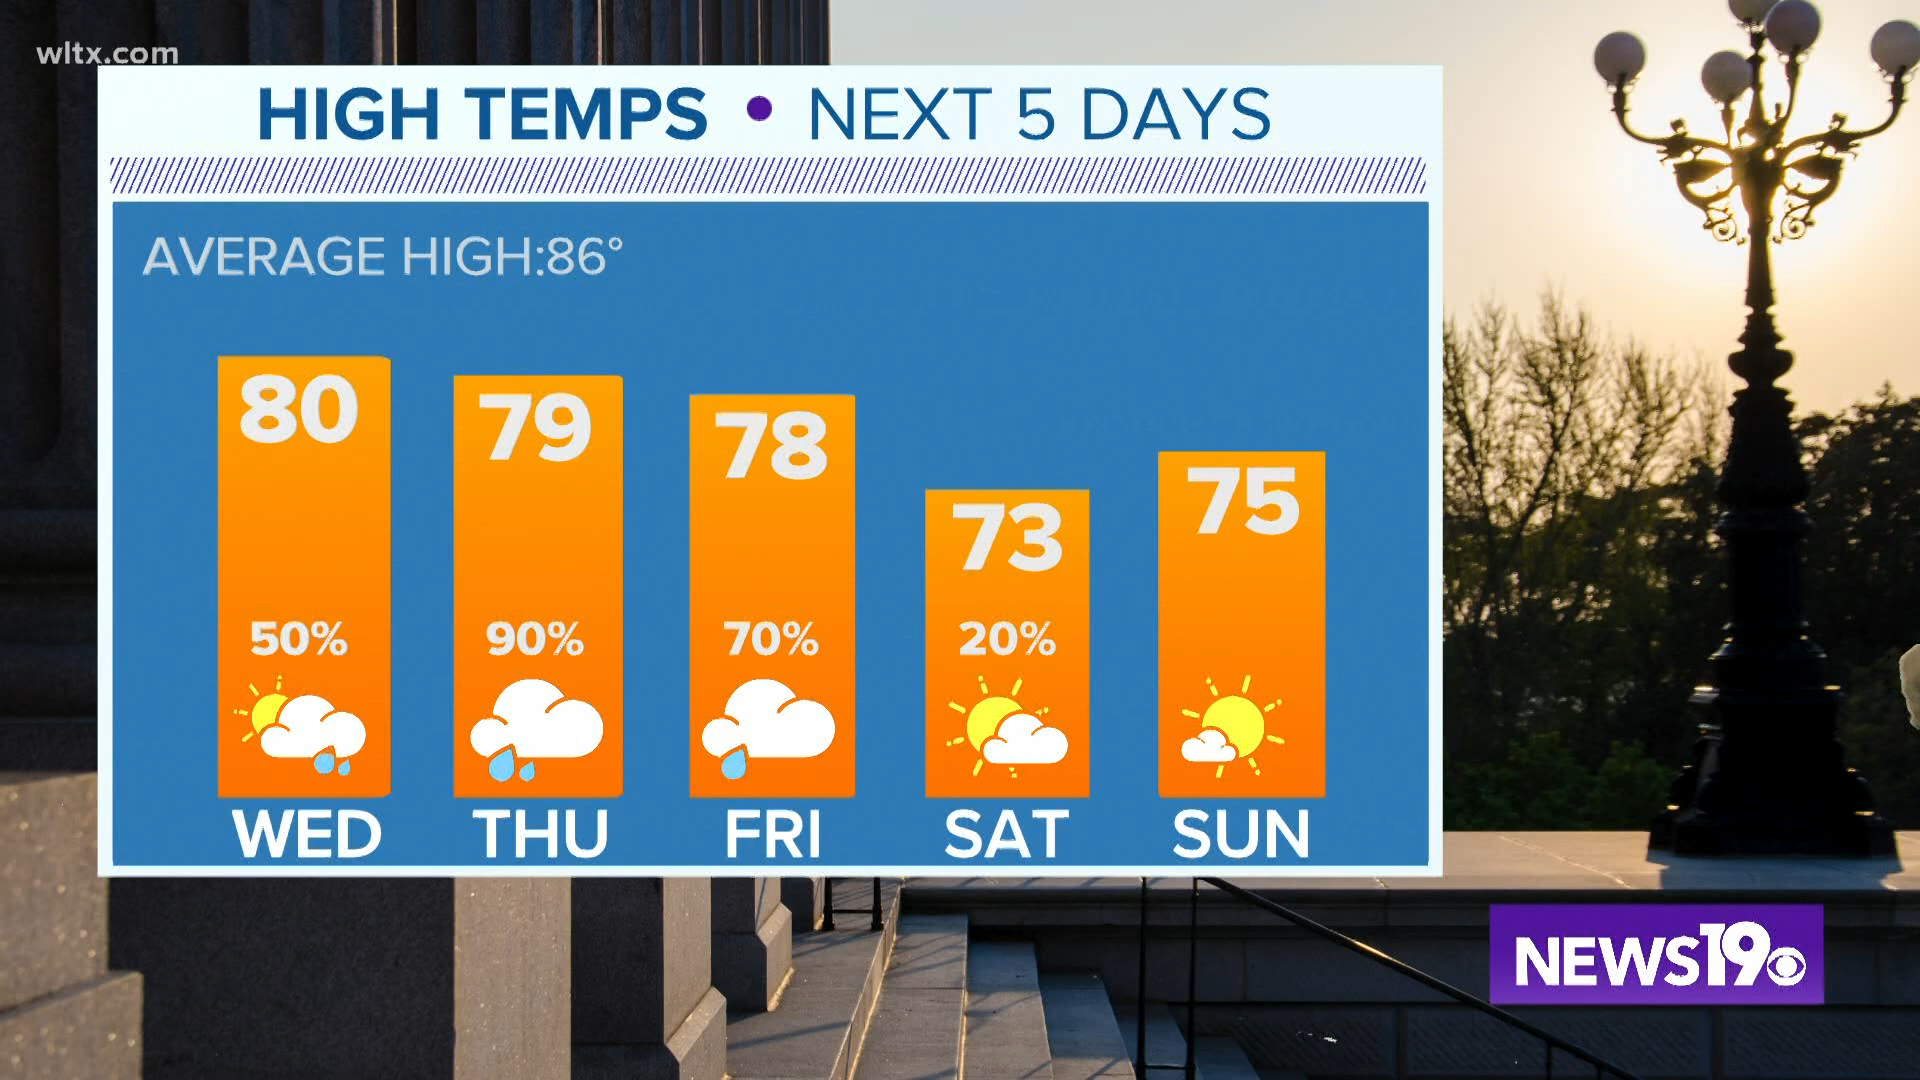 wltx.com
HIGH TEMPS • NEXT 5 DAYS
AVERAGE HIGH:86°
80 79 78 73 75
50% 90% 70% 20%
WED THU FRI SAT SUN
NEWS19